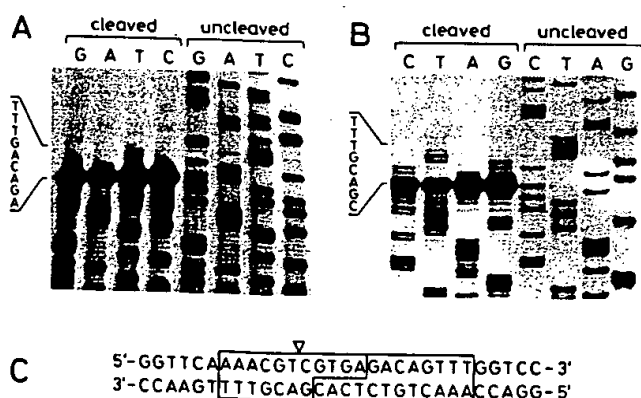 A
cleaved uncleaved
G A T C G A T C
TTTGACAGA
B
cleaved uncleaved
C T A G C T A G
TTTGCAGC
C
5'-GGTTCAAAACGTCGTGAGACAGTTTGGTCC-3'
3'-CCAAGTTTTGCAGCACTCTGTCAAACCAGG-5'